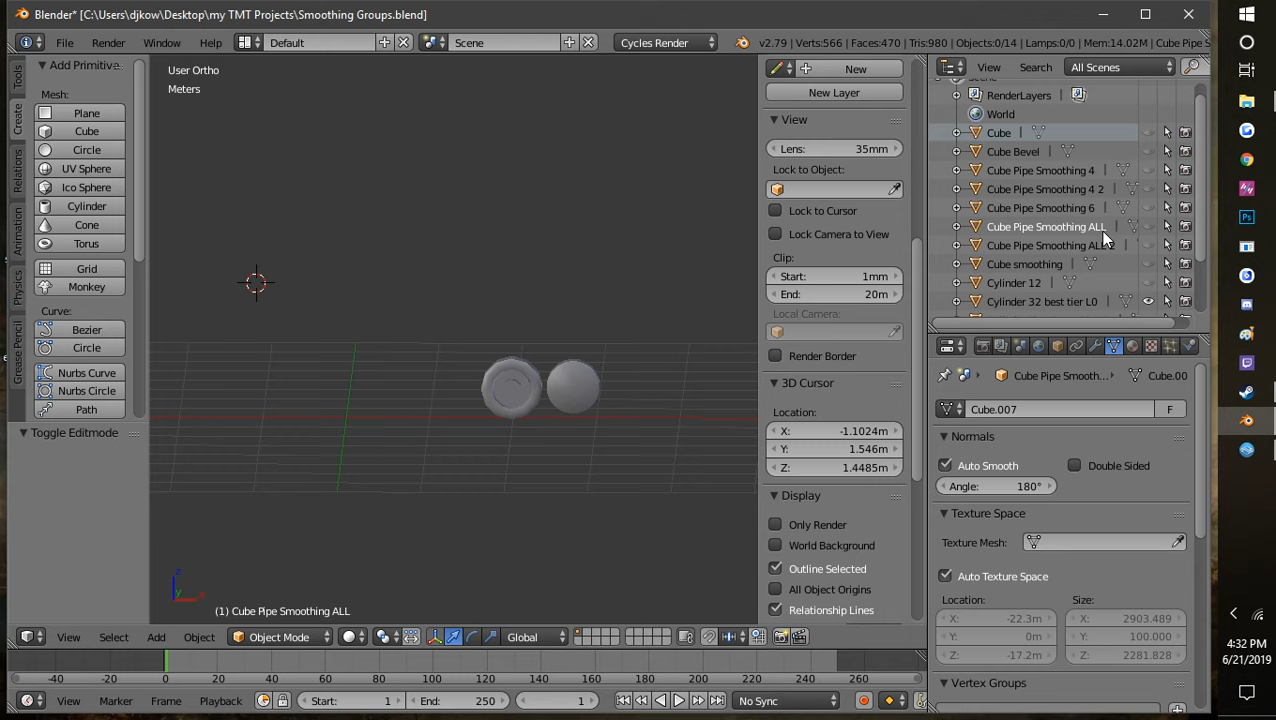 Blender* [C:\Users\djkow\Desktop\my TMT Projects\Smoothing Groups.blend]
File Render Window Help Default Scene Cycles Render v2.79 | Verts:566 | Faces:470 | Tris:980 | Objects:0/14 | Lamps:0/0 | Mem:14.02M | Cube Pipe S
Tools
Create
Relations
Animation
Physics
Grease Pencil
Add Primitive
Mesh:
Plane
Cube
Circle
UV Sphere
Ico Sphere
Cylinder
Cone
Torus
Grid
Monkey
Curve:
Bezier
Circle
Nurbs Curve
Nurbs Circle
Path
Toggle Editmode
User Ortho
Meters
(1) Cube Pipe Smoothing ALL
New
New Layer
View
Lens: 35mm
Lock to Object:
Lock to Cursor
Lock Camera to View
Clip:
Start: 1mm
End: 20m
Local Camera:
Render Border
3D Cursor
Location:
X: -1.1024m
Y: 1.546m
Z: 1.4485m
Display
Only Render
World Background
Outline Selected
All Object Origins
Relationship Lines
View Search All Scenes
Scene
RenderLayers
World
Cube
Cube Bevel
Cube Pipe Smoothing 4
Cube Pipe Smoothing 4 2
Cube Pipe Smoothing 6
Cube Pipe Smoothing ALL
Cube Pipe Smoothing ALL 2
Cube smoothing
Cylinder 12
Cylinder 32 best tier L0
Cube Pipe Smooth... Cube.00
Cube.007 F
Normals
Auto Smooth Double Sided
Angle: 180°
Texture Space
Texture Mesh:
Auto Texture Space
Location: Size:
X: -22.3m X: 2903.489
Y: 0m Y: 100.000
Z: -17.2m Z: 2281.828
Vertex Groups
View Select Add Object Object Mode Global
-40 -20 0 20 40 60 80 100 120 140 160 180 200 220 240 260
View Marker Frame Playback Start: 1 End: 250 1 No Sync
4:32 PM
6/21/2019